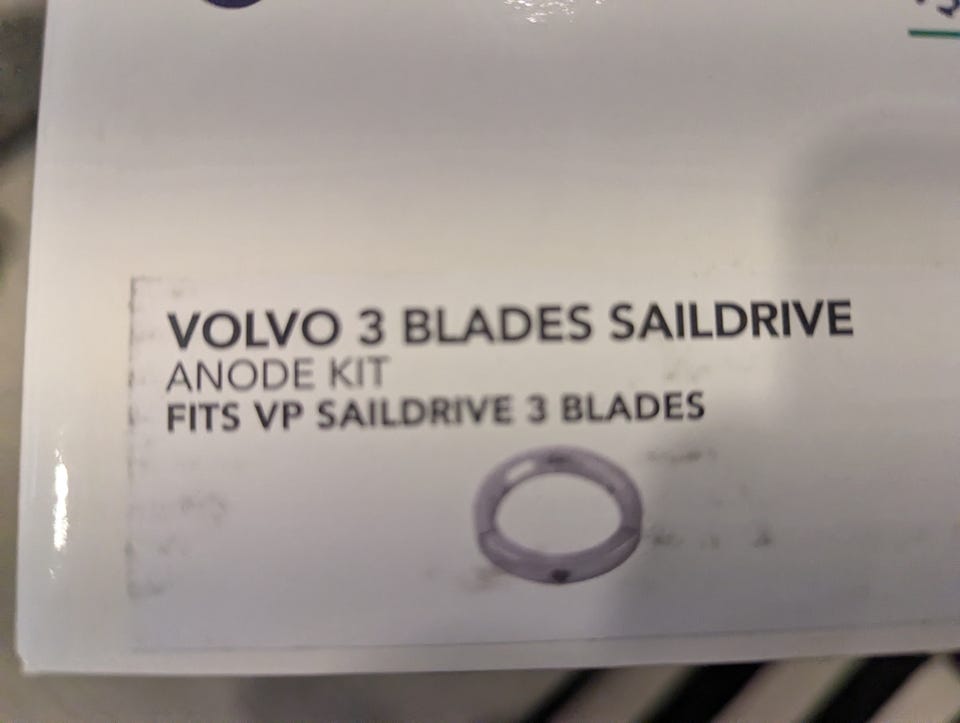 VOLVO 3 BLADES SAILDRIVE
ANODE KIT
FITS VP SAILDRIVE 3 BLADES